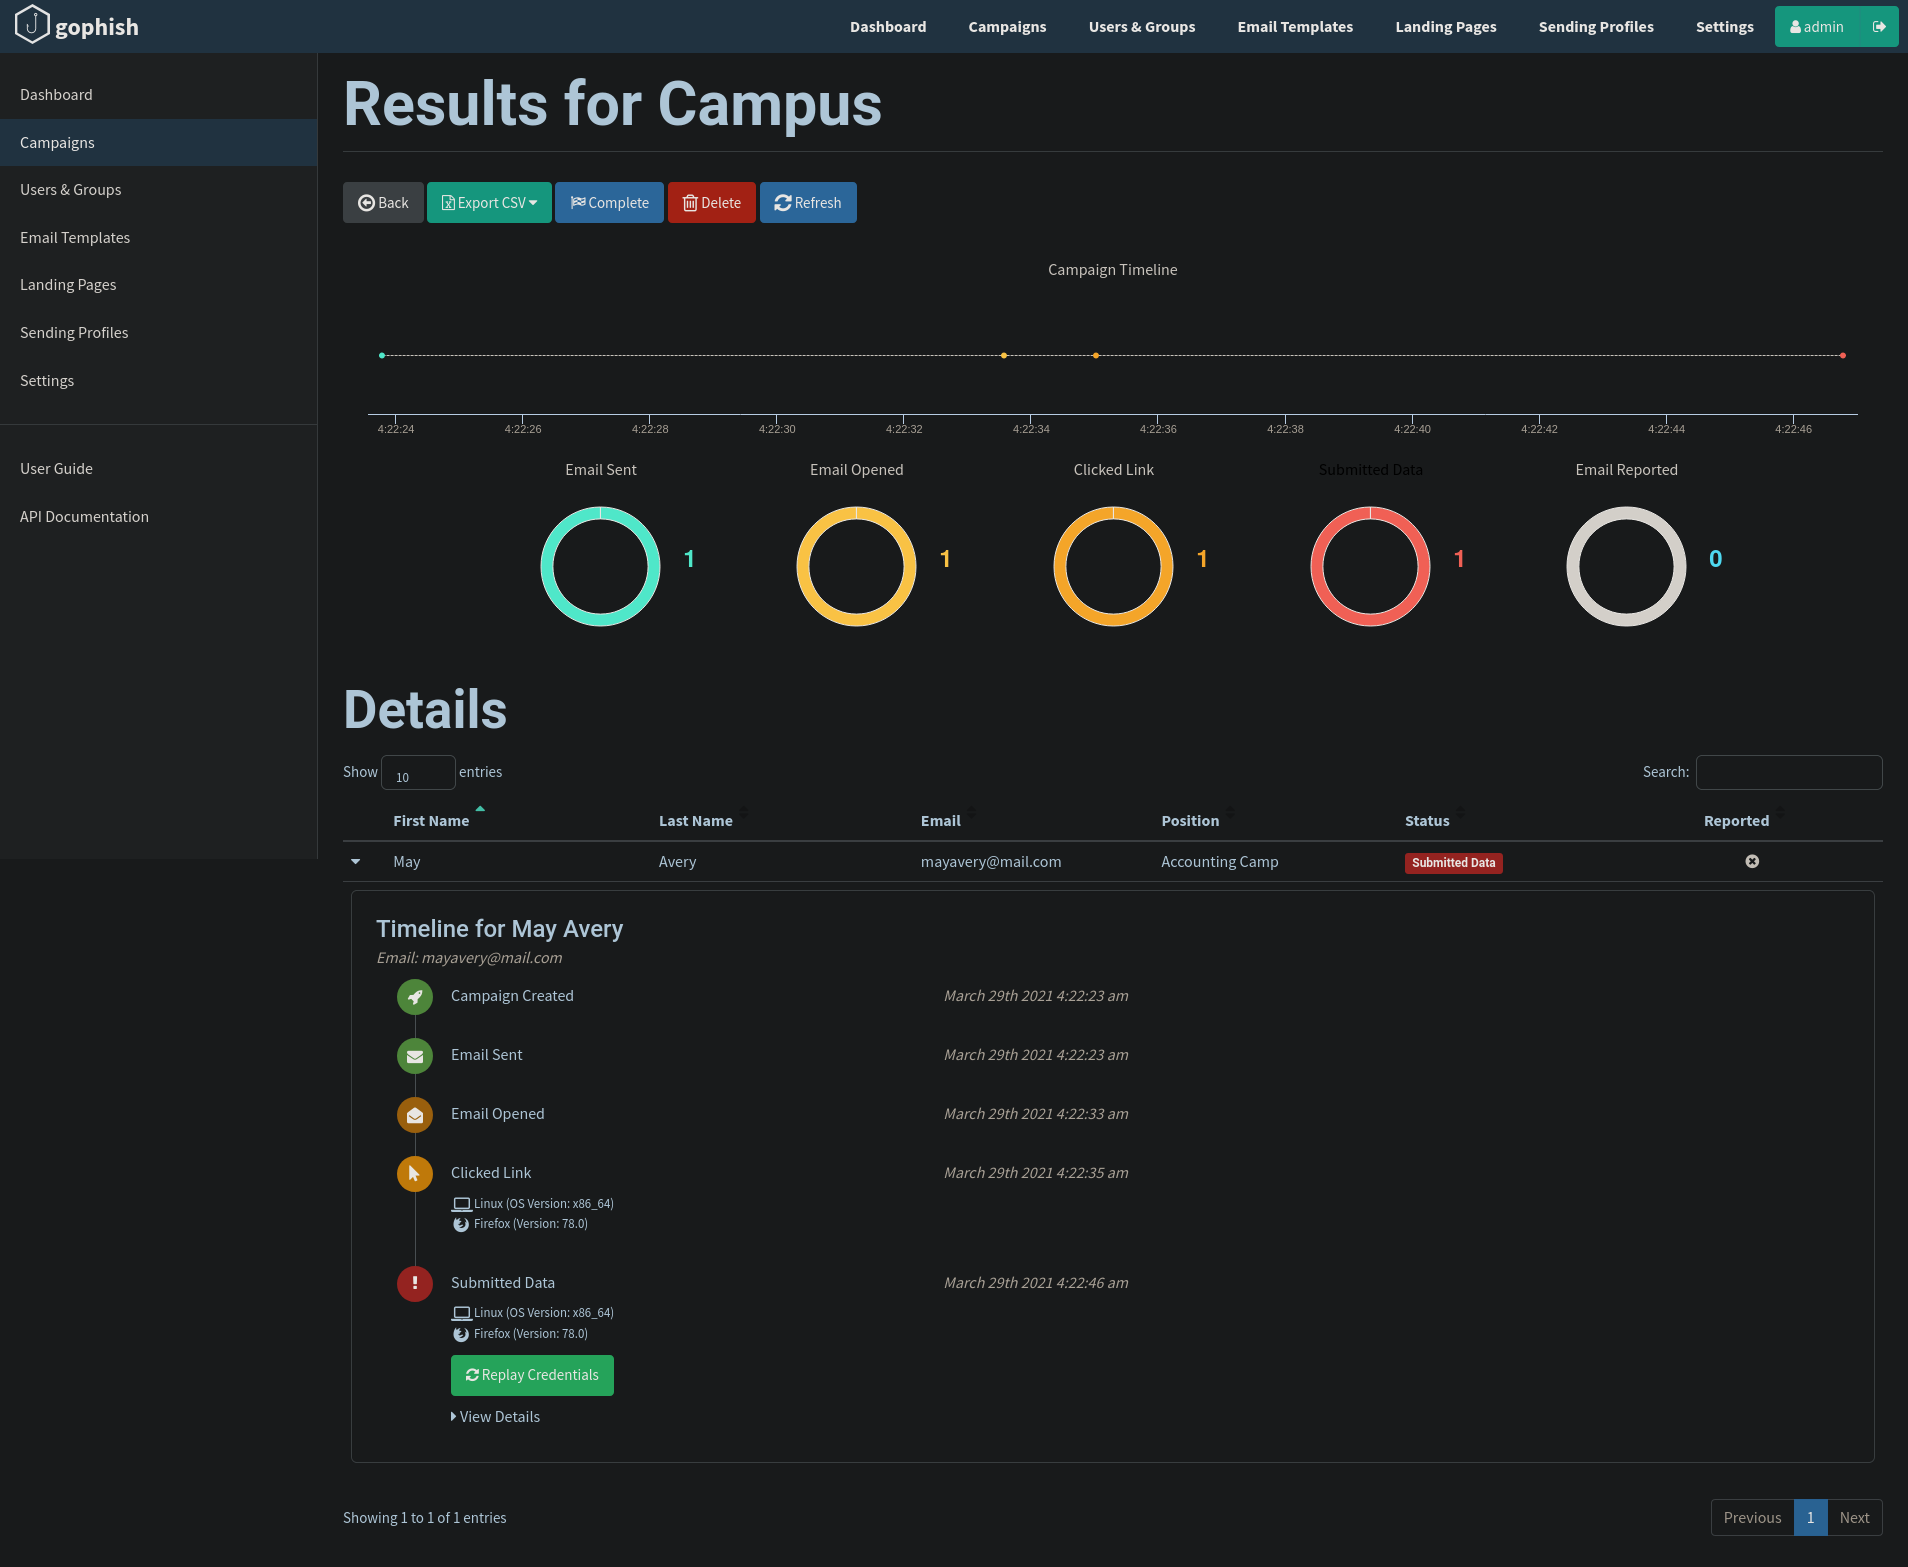 gophish
Dashboard Campaigns Users & Groups Email Templates Landing Pages Sending Profiles Settings admin
Dashboard
Campaigns
Users & Groups
Email Templates
Landing Pages
Sending Profiles
Settings
User Guide
API Documentation
Results for Campus
Back Export CSV Complete Delete Refresh
Campaign Timeline
4:22:24 4:22:26 4:22:28 4:22:30 4:22:32 4:22:34 4:22:36 4:22:38 4:22:40 4:22:42 4:22:44 4:22:46
Email Sent Email Opened Clicked Link Submitted Data Email Reported
1 1 1 1 0
Details
Show 10 entries Search:
First Name Last Name Email Position Status Reported
May Avery mayavery@mail.com Accounting Camp Submitted Data
Timeline for May Avery
Email: mayavery@mail.com
Campaign Created March 29th 2021 4:22:23 am
Email Sent March 29th 2021 4:22:23 am
Email Opened March 29th 2021 4:22:33 am
Clicked Link March 29th 2021 4:22:35 am
Linux (OS Version: x86_64)
Firefox (Version: 78.0)
Submitted Data March 29th 2021 4:22:46 am
Linux (OS Version: x86_64)
Firefox (Version: 78.0)
Replay Credentials
View Details
Showing 1 to 1 of 1 entries Previous 1 Next